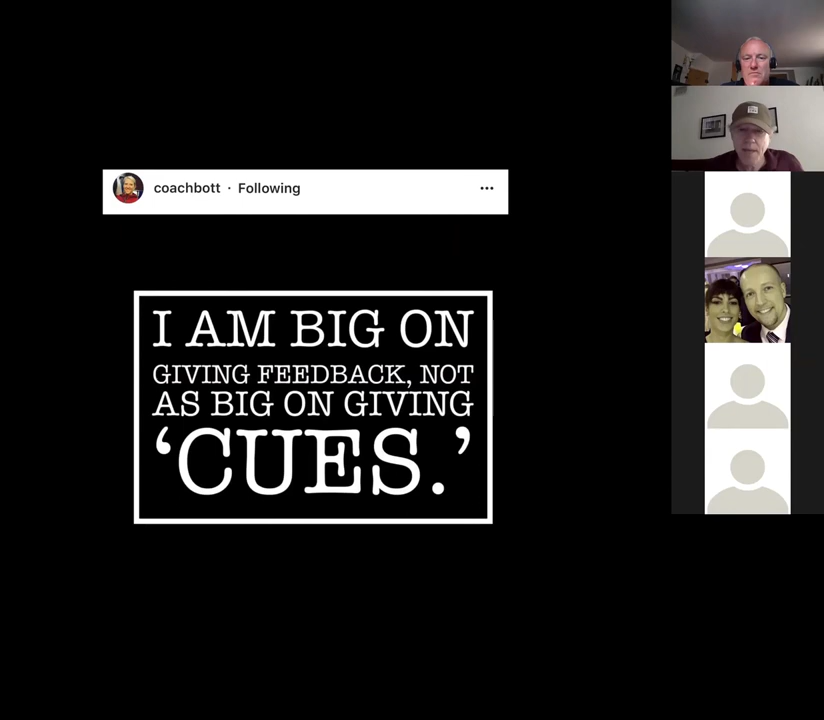 coachbott · Following
I AM BIG ON
GIVING FEEDBACK, NOT
AS BIG ON GIVING
‘CUES.’